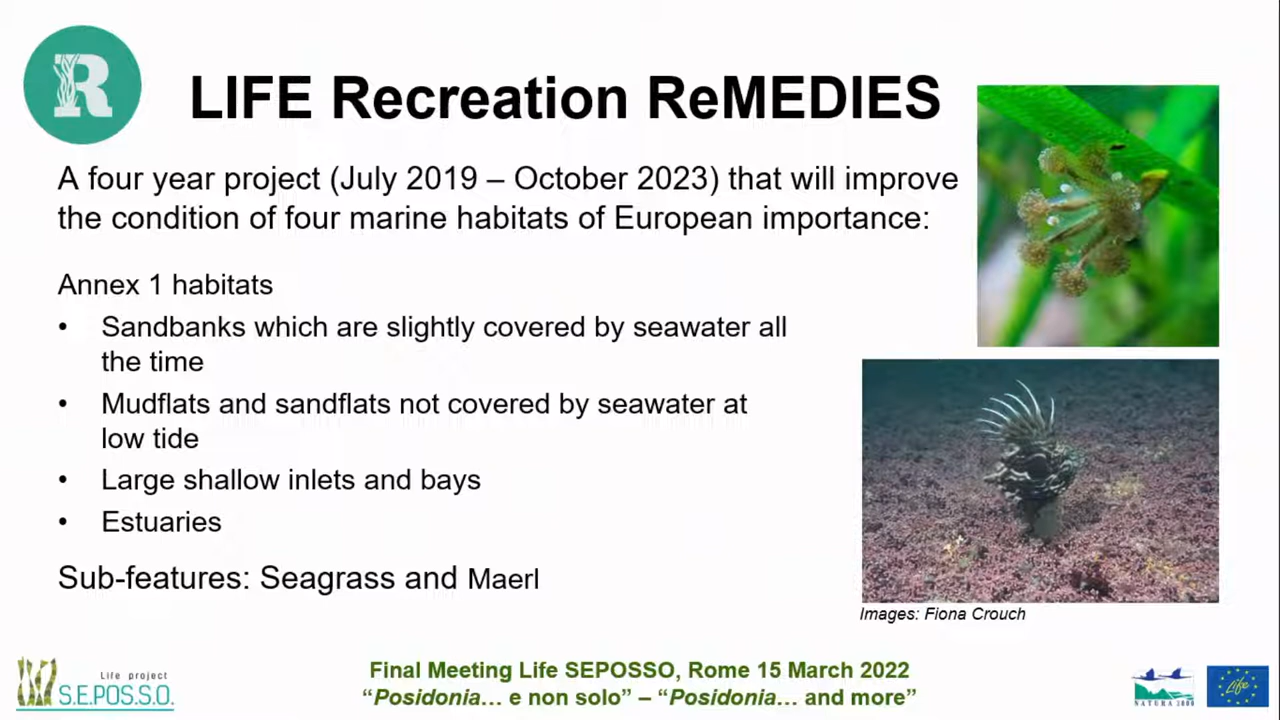 R
LIFE Recreation ReMEDIES
A four year project (July 2019 – October 2023) that will improve
the condition of four marine habitats of European importance:
Annex 1 habitats
• Sandbanks which are slightly covered by seawater all
the time
• Mudflats and sandflats not covered by seawater at
low tide
• Large shallow inlets and bays
• Estuaries
Sub-features: Seagrass and Maerl
Images: Fiona Crouch
Life project
S.E.POS.S.O.
Final Meeting Life SEPOSSO, Rome 15 March 2022
“Posidonia… e non solo” – “Posidonia… and more”
NATURA 2000
Life